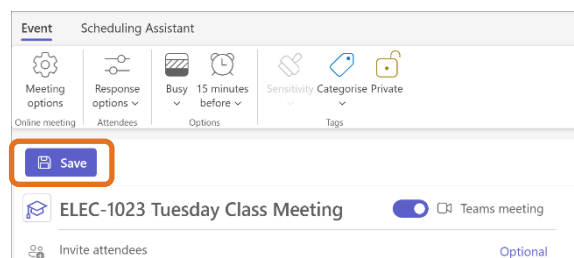 Event Scheduling Assistant
Meeting options
Response options
Busy
15 minutes before
Sensitivity
Categorise
Private
Online meeting Attendees Options Tags
Save
ELEC-1023 Tuesday Class Meeting Teams meeting
Invite attendees Optional